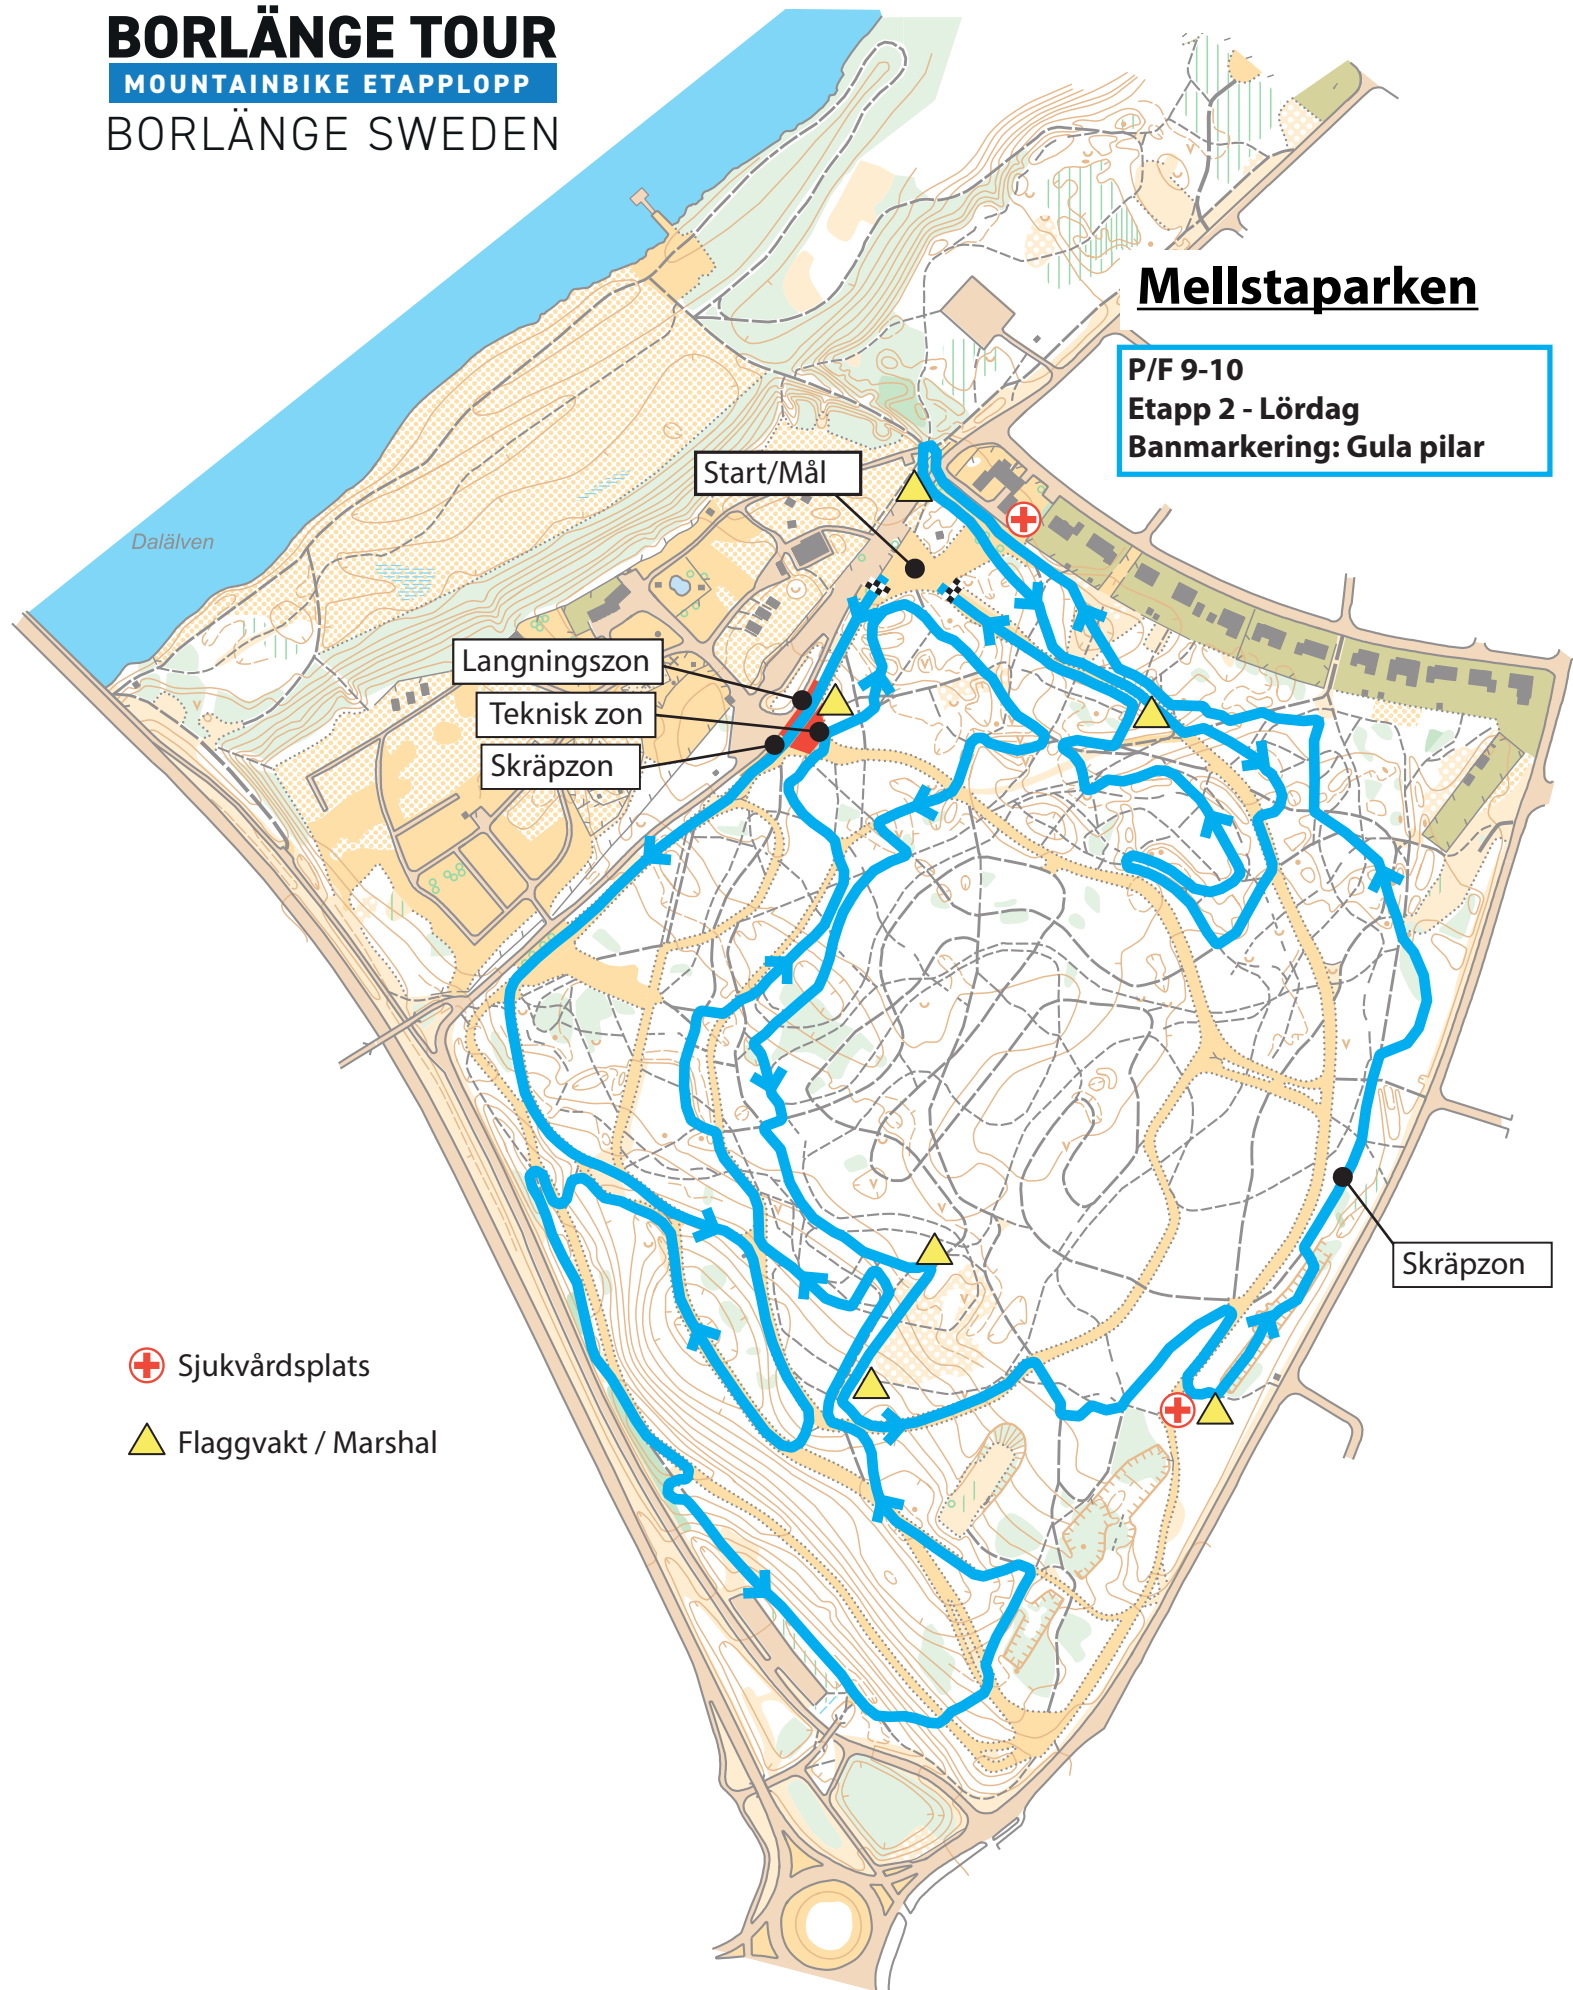 BORLÄNGE TOUR
MOUNTAINBIKE ETAPPLOPP
BORLÄNGE SWEDEN
Mellstaparken
P/F 9-10
Etapp 2 - Lördag
Banmarkering: Gula pilar
Start/Mål
Dalälven
Langningszon
Teknisk zon
Skräpzon
Skräpzon
Sjukvårdsplats
Flaggvakt / Marshal